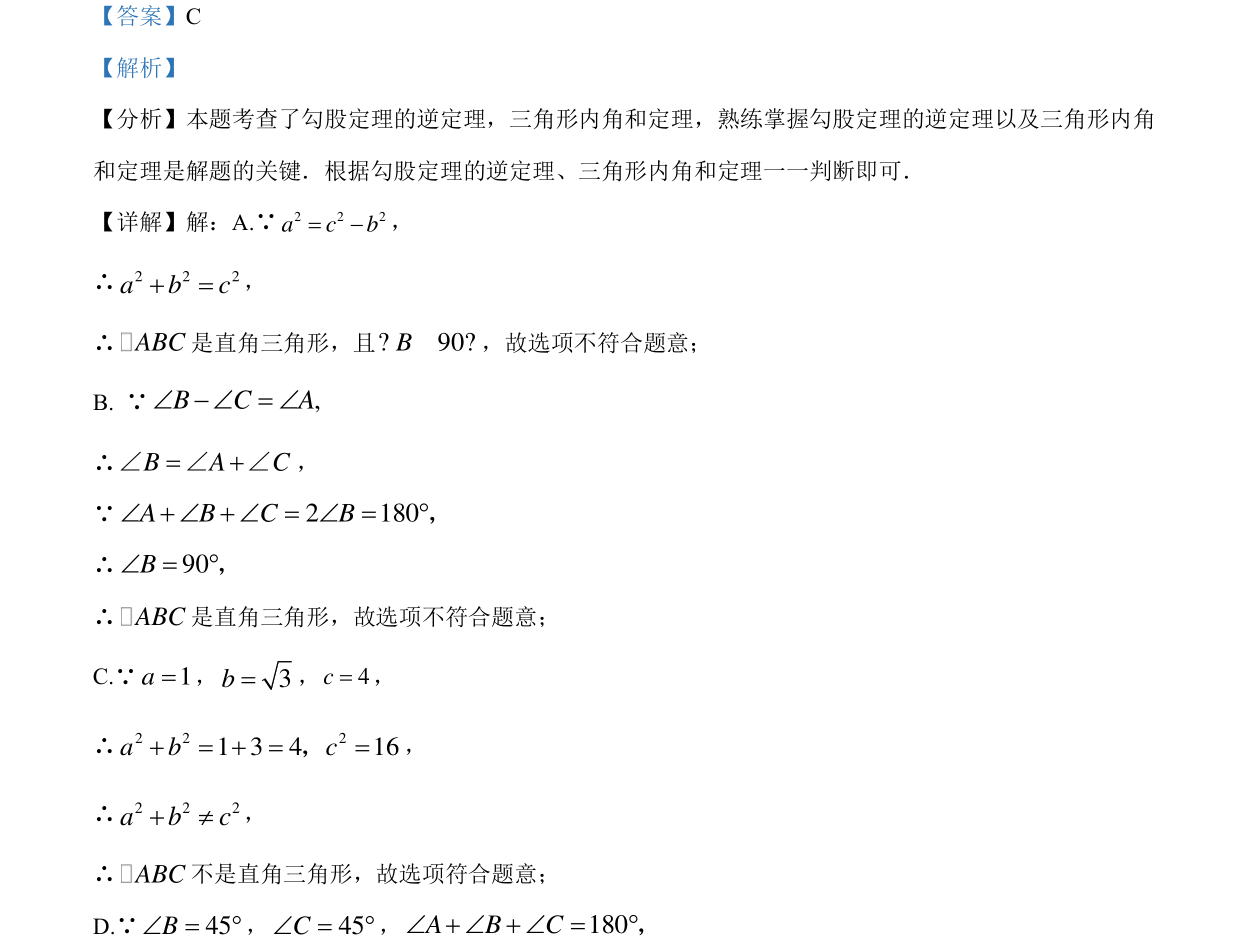 【答案】C
【解析】
【分析】本题考查了勾股定理的逆定理，三角形内角和定理，熟练掌握勾股定理的逆定理以及三角形内角
和定理是解题的关键．根据勾股定理的逆定理、三角形内角和定理一一判断即可．
【详解】解：A.∵ a² = c² − b²，
∴ a² + b² = c²，
∴ □ABC 是直角三角形，且? B 90?，故选项不符合题意；
B. ∵ ∠B − ∠C = ∠A,
∴ ∠B = ∠A + ∠C，
∵ ∠A + ∠B + ∠C = 2∠B = 180°，
∴ ∠B = 90°，
∴ □ABC 是直角三角形，故选项不符合题意；
C.∵ a = 1，b = √3，c = 4，
∴ a² + b² = 1 + 3 = 4，c² = 16，
∴ a² + b² ≠ c²，
∴ □ABC 不是直角三角形，故选项符合题意；
D.∵ ∠B = 45°，∠C = 45°，∠A + ∠B + ∠C = 180°，